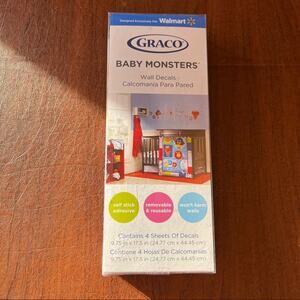 Designed Exclusively for Walmart
GRACO
BABY MONSTERS
Wall Decals
Calcomanía Para Pared
self stick
adhesive
removable
& reusable
won't harm
walls
Contains 4 Sheets Of Decals
9.75 in x 17.5 in (24.77 cm x 44.45 cm)
Contiene 4 Hojas De Calcomanías
9.75 in x 17.5 in (24.77 cm x 44.45 cm)